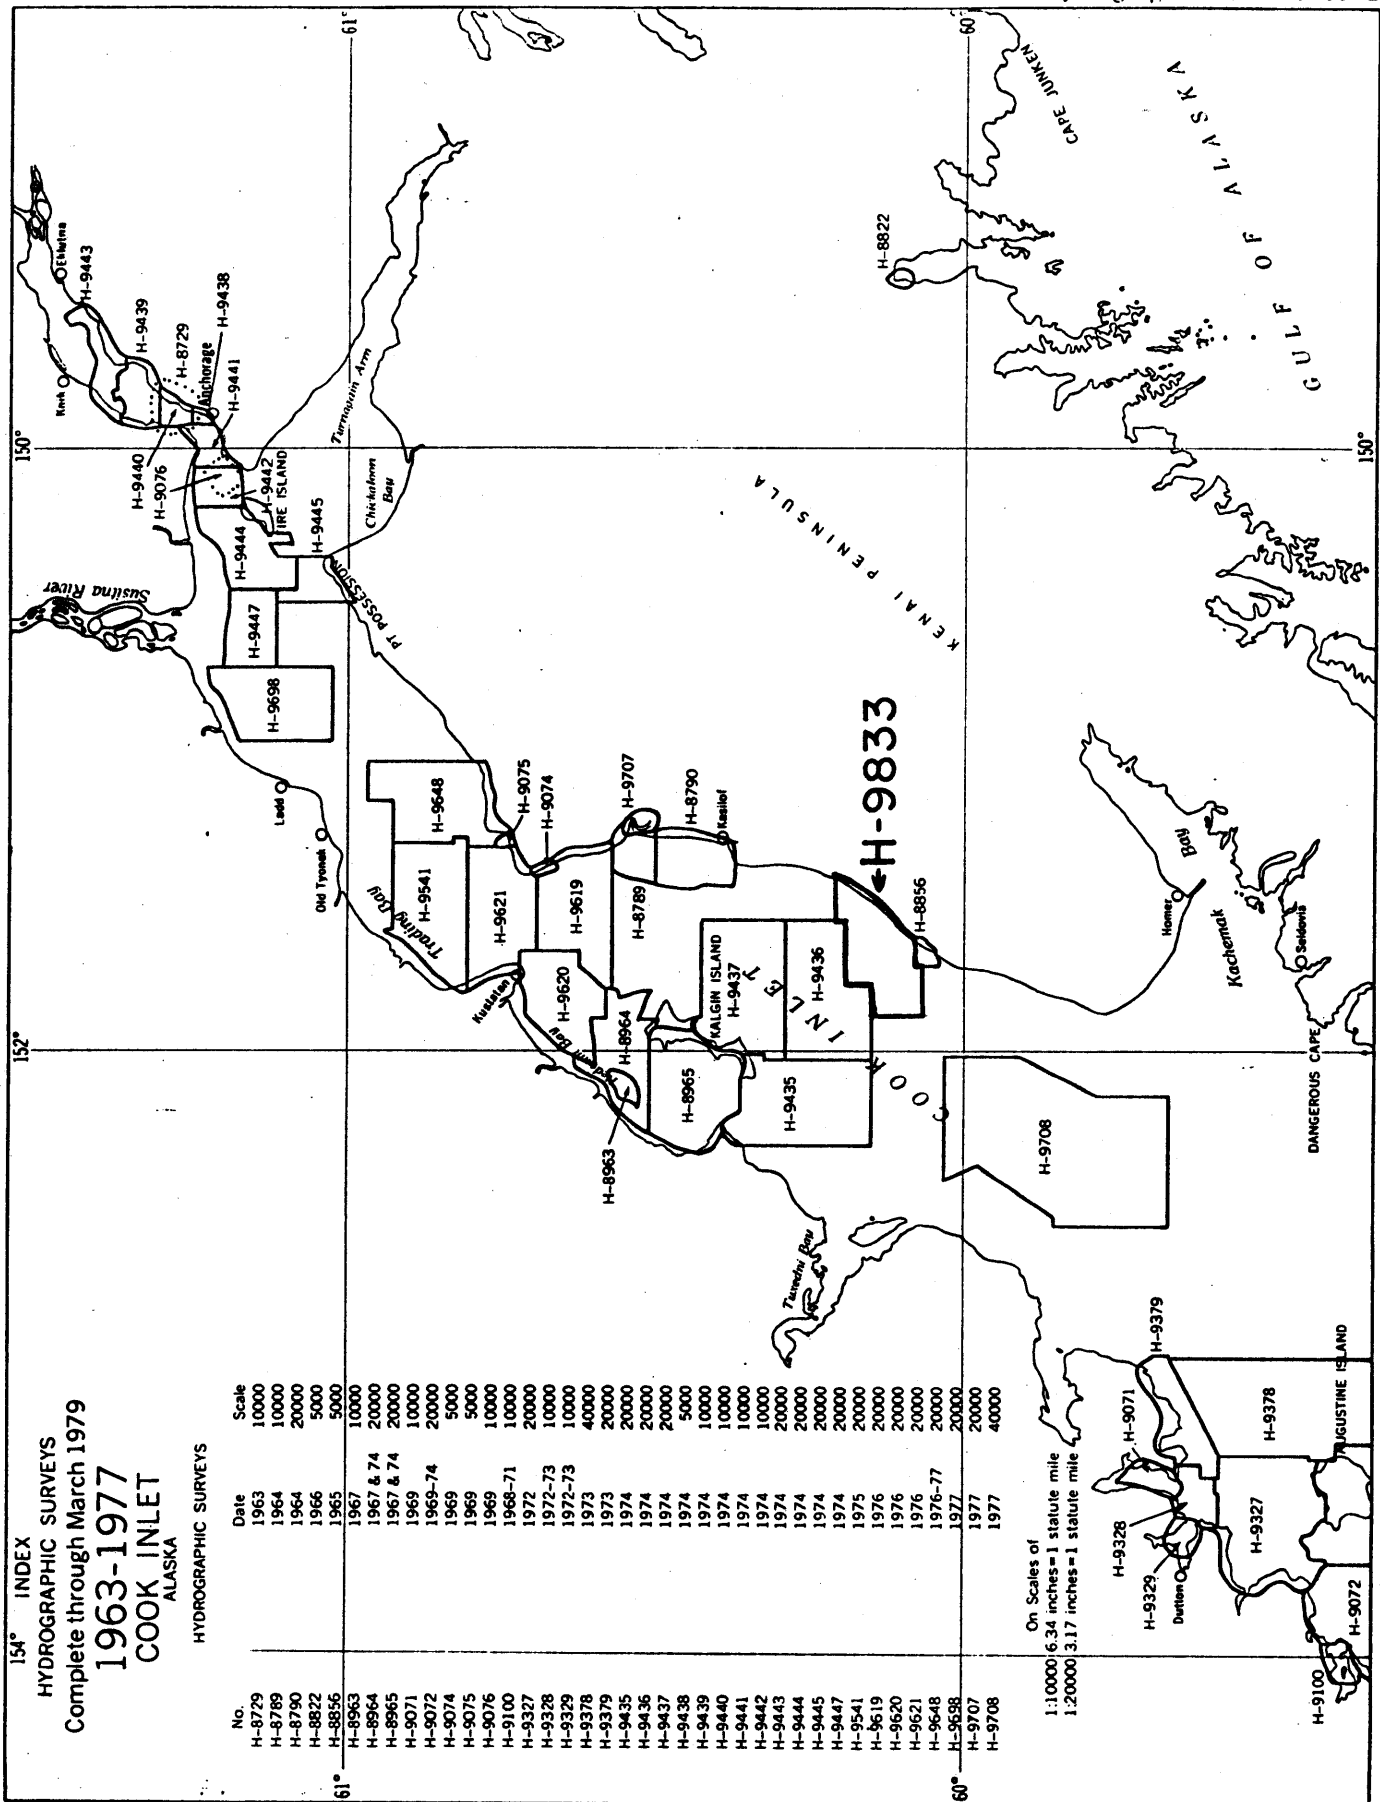 154°
INDEX
HYDROGRAPHIC SURVEYS
Complete through March 1979
1963-1977
COOK INLET
ALASKA
HYDROGRAPHIC SURVEYS
No. Date Scale
H-8729 1963 10000
H-8789 1964 10000
H-8790 1964 20000
H-8822 1966 5000
H-8856 1965 5000
H-8963 1967 10000
H-8964 1967 & 74 20000
H-8965 1967 & 74 20000
H-9071 1969 10000
H-9072 1969-74 20000
H-9074 1969 5000
H-9075 1969 5000
H-9076 1969 10000
H-9100 1968-71 10000
H-9327 1972 20000
H-9328 1972-73 10000
H-9329 1972-73 10000
H-9378 1973 40000
H-9379 1973 20000
H-9435 1974 20000
H-9436 1974 20000
H-9437 1974 20000
H-9438 1974 5000
H-9439 1974 10000
H-9440 1974 10000
H-9441 1974 10000
H-9442 1974 10000
H-9443 1974 20000
H-9444 1974 20000
H-9445 1974 20000
H-9447 1974 20000
H-9541 1975 20000
H-9619 1976 20000
H-9620 1976 20000
H-9621 1976 20000
H-9648 1976-77 20000
H-9698 1977 20000
H-9707 1977 20000
H-9708 1977 40000
On Scales of
1:10000 6.34 inches=1 statute mile
1:20000 3.17 inches=1 statute mile
152°
150°
61°
61°
60°
60°
150°
Susitna River
Knik
Eklutna
H-9443
H-9439
H-8729
Anchorage
H-9438
H-9441
H-9440
H-9076
H-9442
FIRE ISLAND
H-9444
H-9445
H-9447
H-9698
PT POSSESSION
Chickaloon
Bay
Turnagain Arm
Ladd
Old Tyonek
Trading Bay
H-9648
H-9541
H-9621
H-9075
H-9074
H-9619
H-9620
Kustatan
Redoubt Bay
H-8964
H-8963
H-8965
H-8789
H-9707
H-8790
Kasilof
KALGIN ISLAND
H-9437
H-9436
H-9435
COOK INLET
H-9833
H-8856
H-9708
Tuxedni Bay
KENAI PENINSULA
H-8822
CAPE JUNKEN
GULF OF ALASKA
Homer
Kachemak
Bay
Seldovia
DANGEROUS CAPE
H-9379
H-9071
H-9378
H-9328
H-9329
Dutton
H-9327
AUGUSTINE ISLAND
H-9072
H-9100